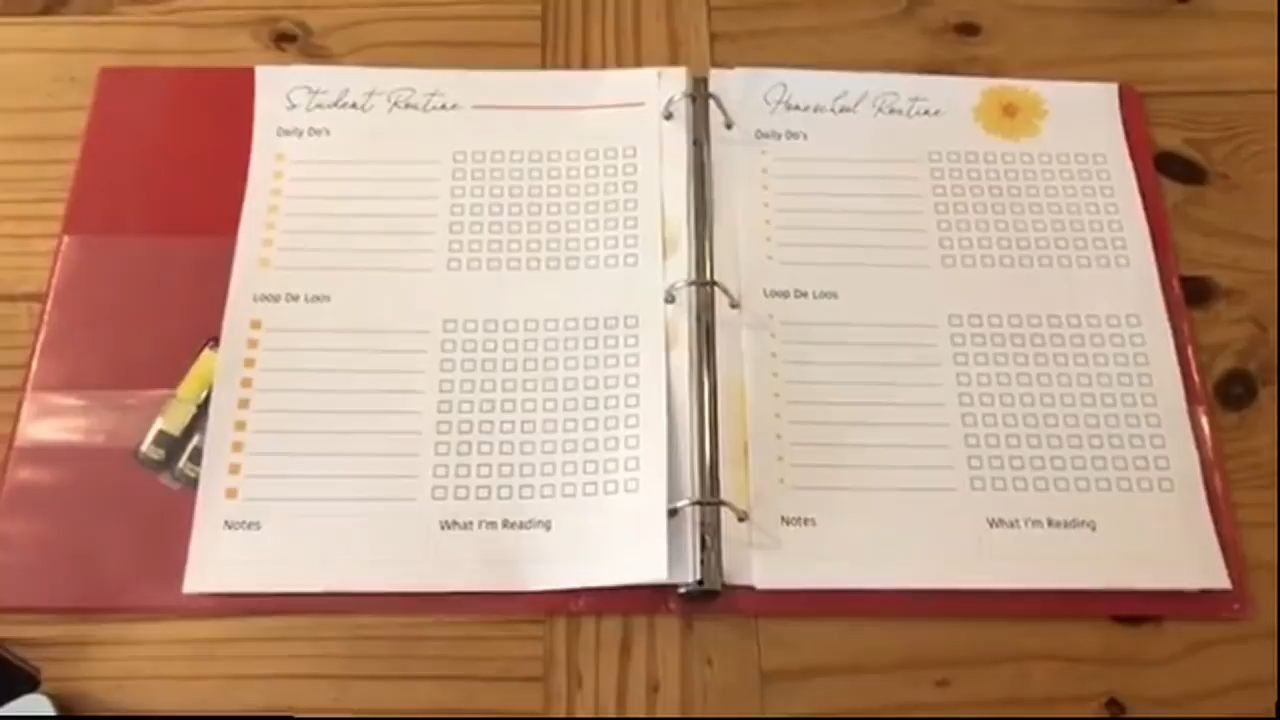 Student Routine
Daily Do's
Loop De Loos
Notes
What I'm Reading
Homeschool Routine
Daily Do's
Loop De Loos
Notes
What I'm Reading